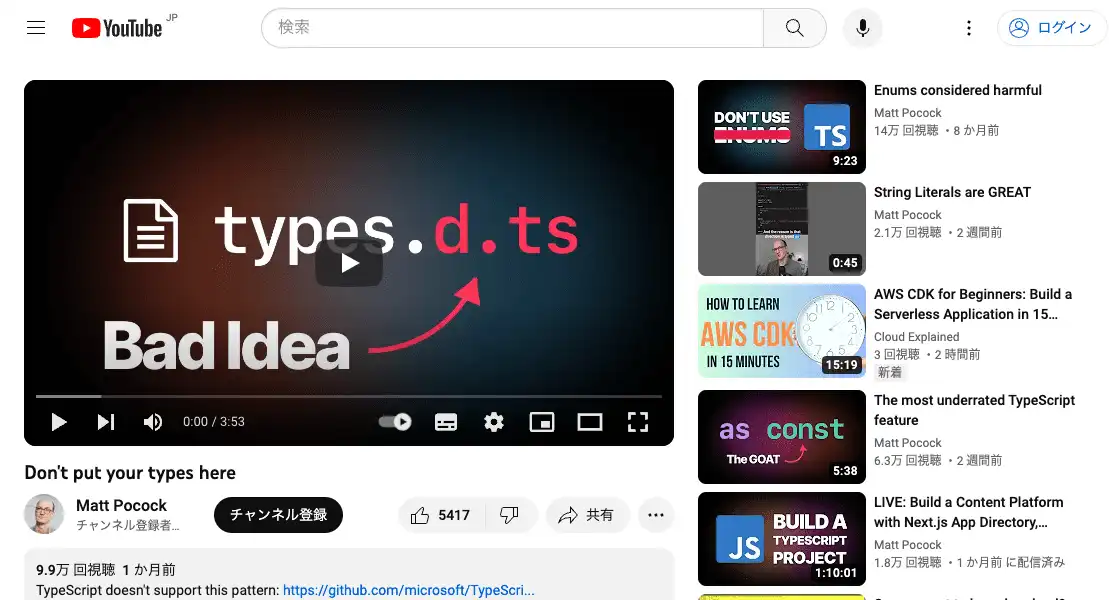 YouTube JP
検索
ログイン
types.d.ts
Bad Idea
0:00 / 3:53
Don't put your types here
Matt Pocock
チャンネル登録者...
チャンネル登録
5417
共有
9.9万 回視聴 1 か月前
TypeScript doesn't support this pattern: https://github.com/microsoft/TypeScri...
DON'T USE
ENUMS
TS
9:23
Enums considered harmful
Matt Pocock
14万 回視聴 ・8 か月前
0:45
String Literals are GREAT
Matt Pocock
2.1万 回視聴 ・2 週間前
HOW TO LEARN
AWS CDK
IN 15 MINUTES
15:19
AWS CDK for Beginners: Build a
Serverless Application in 15...
Cloud Explained
3 回視聴 ・2 時間前
新着
as const
The GOAT
5:38
The most underrated TypeScript
feature
Matt Pocock
6.3万 回視聴 ・2 週間前
JS
BUILD A
TYPESCRIPT
PROJECT
1:10:01
LIVE: Build a Content Platform
with Next.js App Directory,...
Matt Pocock
1.8万 回視聴 ・1 か月前 に配信済み